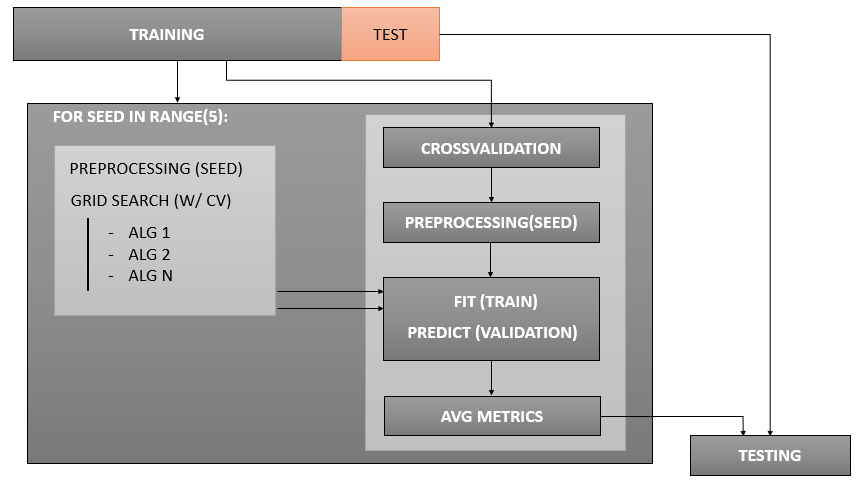 TRAINING
TEST
FOR SEED IN RANGE(5):
PREPROCESSING (SEED)
GRID SEARCH (W/ CV)
- ALG 1
- ALG 2
- ALG N
CROSSVALIDATION
PREPROCESSING(SEED)
FIT (TRAIN)
PREDICT (VALIDATION)
AVG METRICS
TESTING